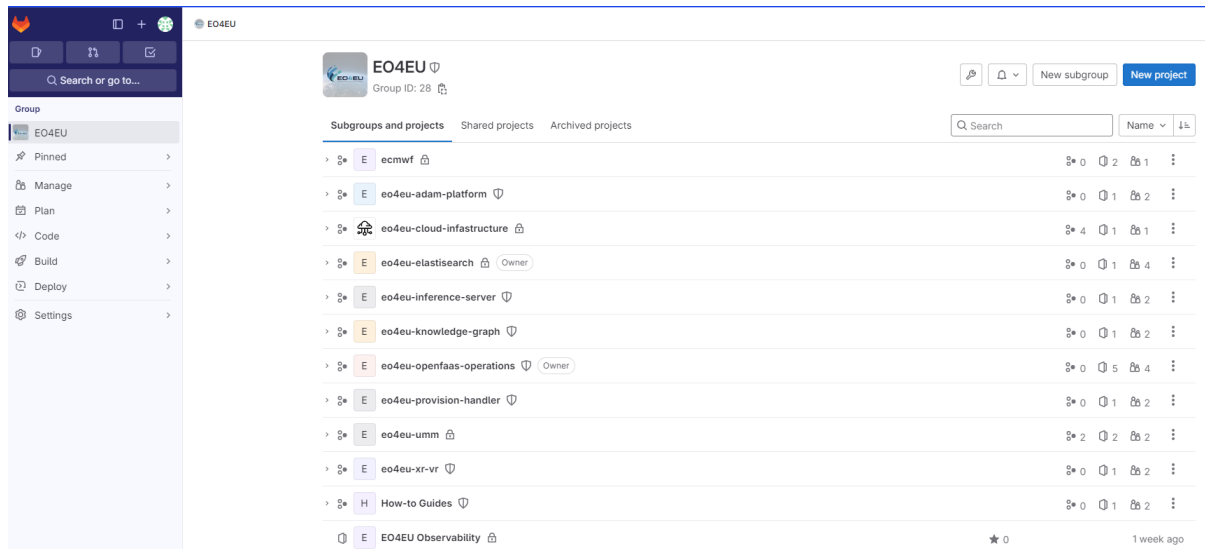 EO4EU
Search or go to...
Group
EO4EU
Pinned
Manage
Plan
Code
Build
Deploy
Settings
EO4EU
EO4EU
Group ID: 28
New subgroup
New project
Subgroups and projects Shared projects Archived projects
Search
Name
E ecmwf 0 2 1
E eo4eu-adam-platform 0 1 2
eo4eu-cloud-infastructure 4 1 1
E eo4eu-elastisearch Owner 0 1 4
E eo4eu-inference-server 0 1 2
E eo4eu-knowledge-graph 0 1 2
E eo4eu-openfaas-operations Owner 0 5 4
E eo4eu-provision-handler 0 1 2
E eo4eu-umm 2 2 2
E eo4eu-xr-vr 0 1 2
H How-to Guides 0 1 2
E EO4EU Observability 0 1 week ago